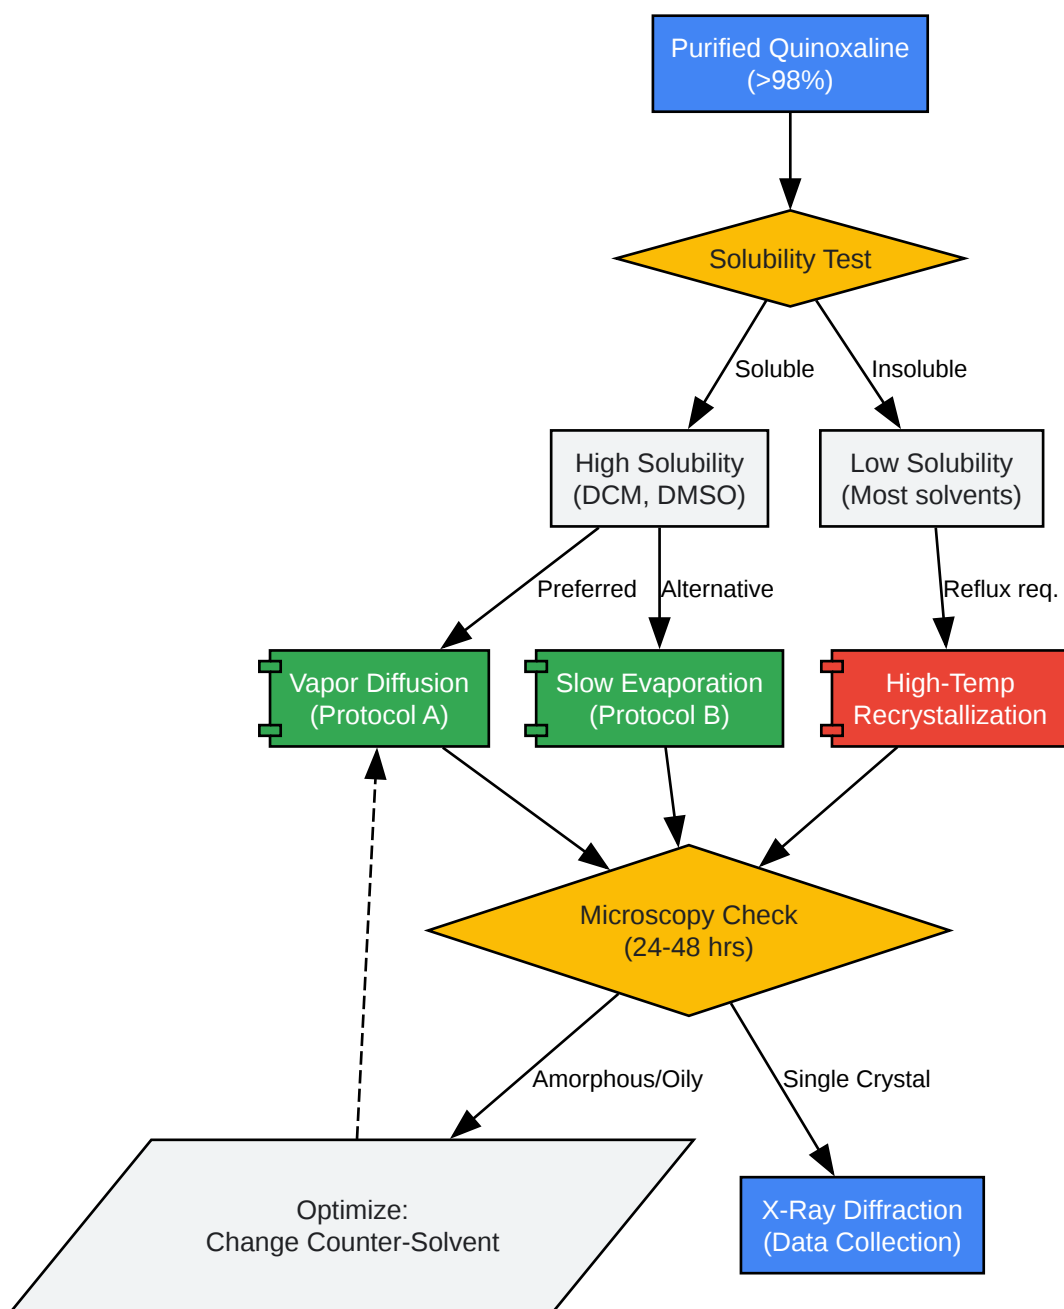 Purified Quinoxaline
(>98%)
Solubility Test
Soluble
Insoluble
High Solubility
(DCM, DMSO)
Low Solubility
(Most solvents)
Preferred
Alternative
Reflux req.
Vapor Diffusion
(Protocol A)
Slow Evaporation
(Protocol B)
High-Temp
Recrystallization
Microscopy Check
(24-48 hrs)
Amorphous/Oily
Single Crystal
Optimize:
Change Counter-Solvent
X-Ray Diffraction
(Data Collection)